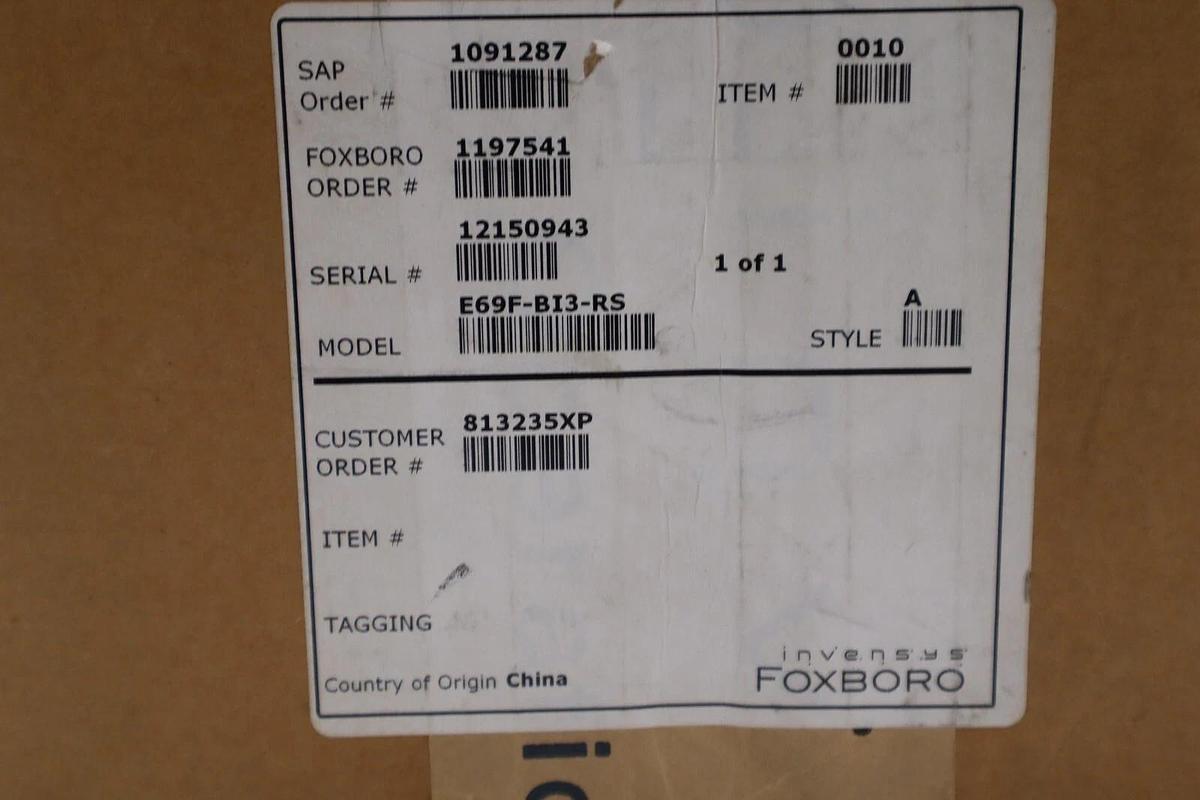 1091287
SAP
Order #
0010
ITEM #
1197541
FOXBORO
ORDER #
12150943
SERIAL #
1 of 1
E69F-BI3-RS
MODEL
A
STYLE
813235XP
CUSTOMER
ORDER #
ITEM #
TAGGING
Country of Origin China
invensys
FOXBORO